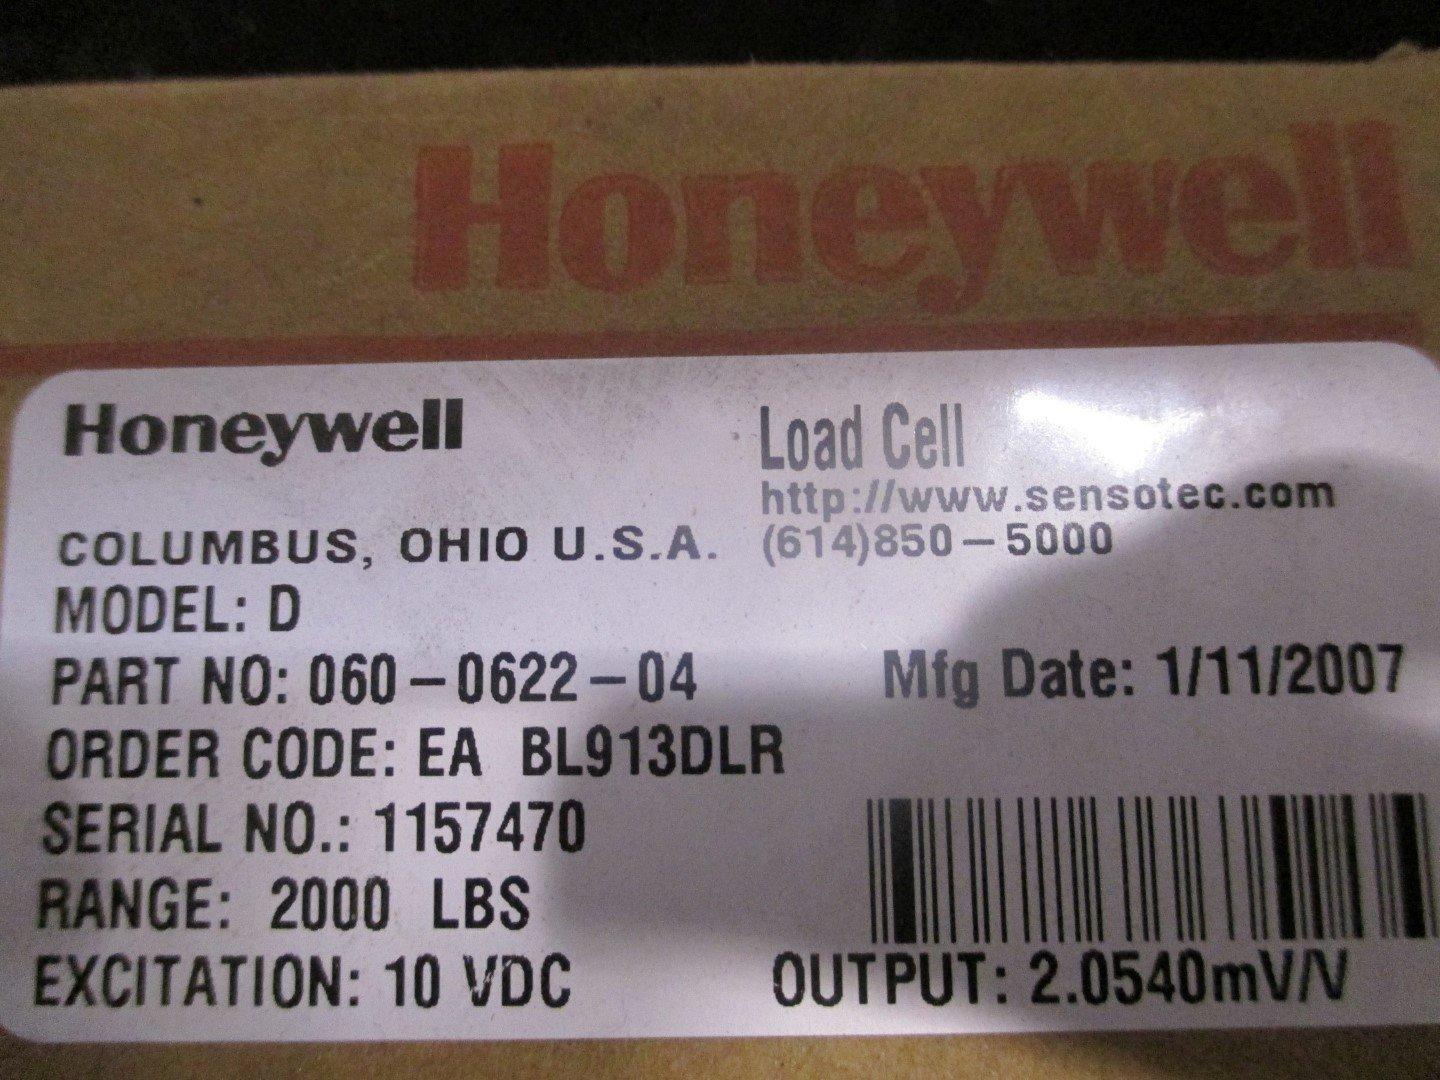 Honeywell
Honeywell
Load Cell
http://www.sensotec.com
COLUMBUS, OHIO U.S.A. (614)850-5000
MODEL: D
PART NO: 060-0622-04 Mfg Date: 1/11/2007
ORDER CODE: EA BL913DLR
SERIAL NO.: 1157470
RANGE: 2000 LBS
EXCITATION: 10 VDC OUTPUT: 2.0540mV/V